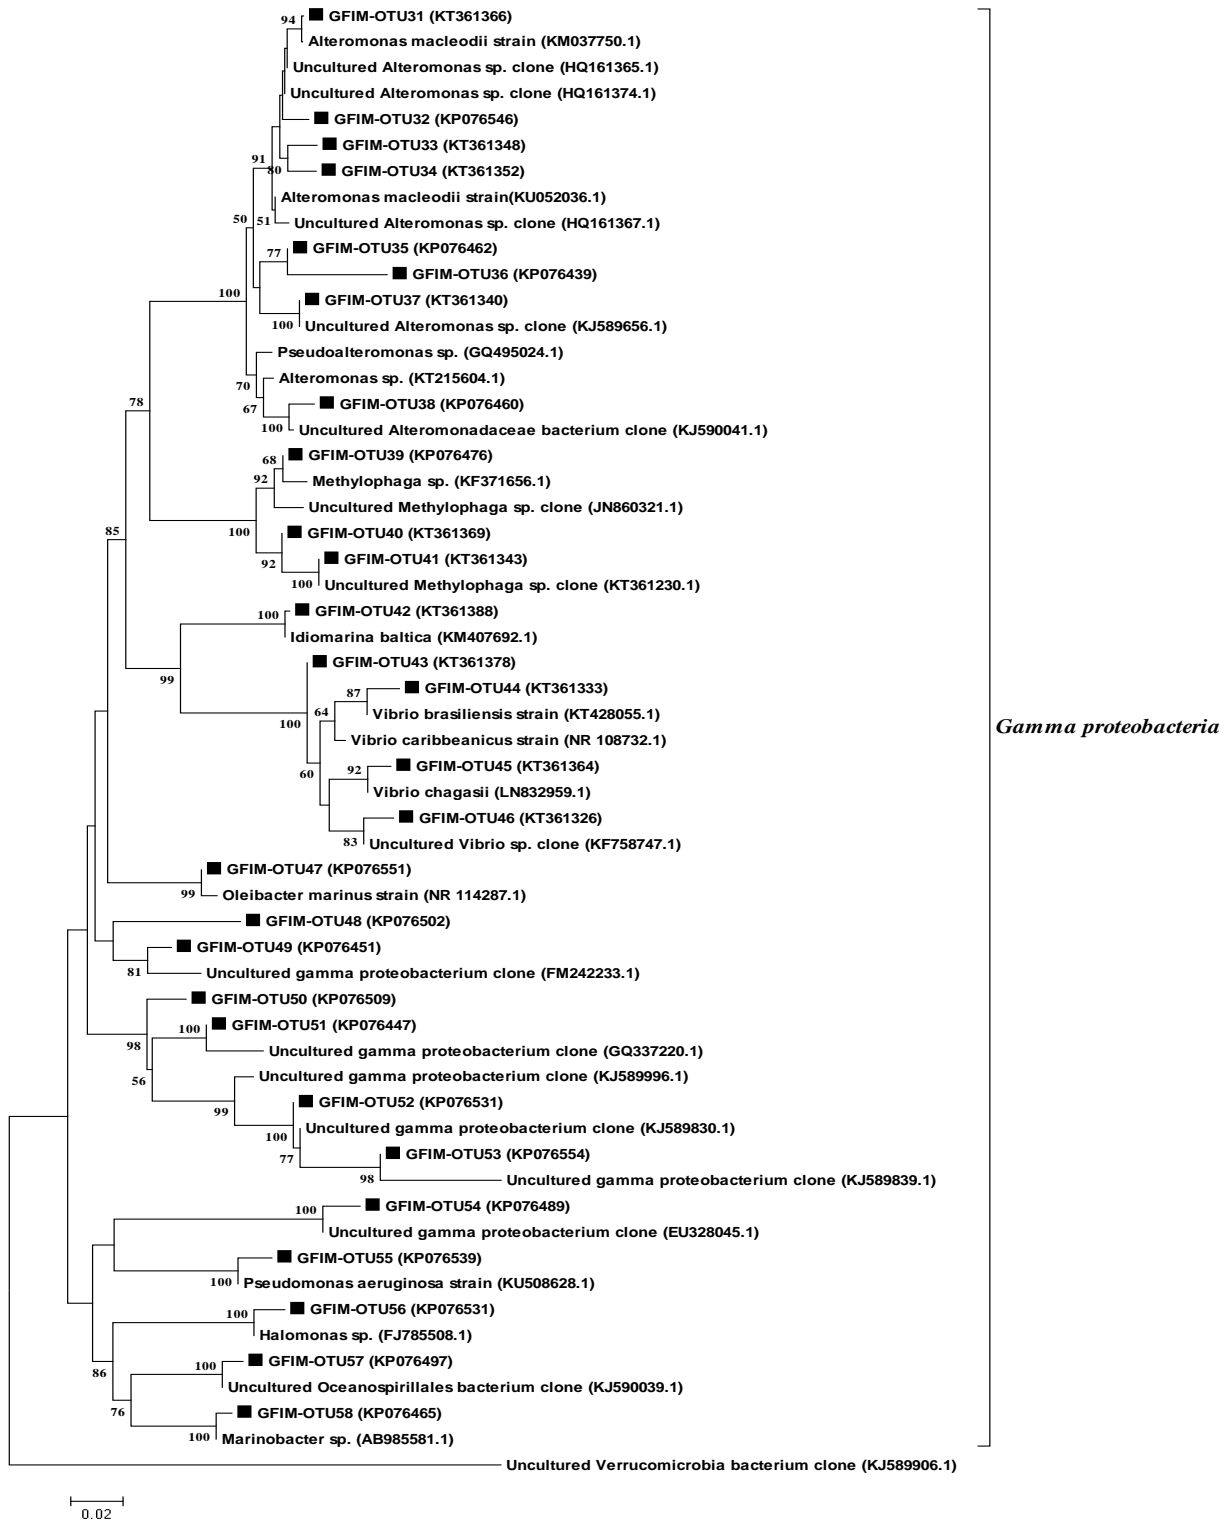 94
GFIM-OTU31 (KT361366)
Alteromonas macleodii strain (KM037750.1)
Uncultured Alteromonas sp. clone (HQ161365.1)
Uncultured Alteromonas sp. clone (HQ161374.1)
GFIM-OTU32 (KP076546)
GFIM-OTU33 (KT361348)
91
80
GFIM-OTU34 (KT361352)
Alteromonas macleodii strain(KU052036.1)
50
51
Uncultured Alteromonas sp. clone (HQ161367.1)
77
GFIM-OTU35 (KP076462)
GFIM-OTU36 (KP076439)
100
GFIM-OTU37 (KT361340)
100
Uncultured Alteromonas sp. clone (KJ589656.1)
Pseudoalteromonas sp. (GQ495024.1)
70
Alteromonas sp. (KT215604.1)
78
67
GFIM-OTU38 (KP076460)
100
Uncultured Alteromonadaceae bacterium clone (KJ590041.1)
68
GFIM-OTU39 (KP076476)
92
Methylophaga sp. (KF371656.1)
Uncultured Methylophaga sp. clone (JN860321.1)
85
100
GFIM-OTU40 (KT361369)
92
GFIM-OTU41 (KT361343)
100
Uncultured Methylophaga sp. clone (KT361230.1)
100
GFIM-OTU42 (KT361388)
Idiomarina baltica (KM407692.1)
99
GFIM-OTU43 (KT361378)
87
GFIM-OTU44 (KT361333)
100
64
Vibrio brasiliensis strain (KT428055.1)
Gamma proteobacteria
Vibrio caribbeanicus strain (NR 108732.1)
60
92
GFIM-OTU45 (KT361364)
Vibrio chagasii (LN832959.1)
GFIM-OTU46 (KT361326)
83
Uncultured Vibrio sp. clone (KF758747.1)
GFIM-OTU47 (KP076551)
99
Oleibacter marinus strain (NR 114287.1)
GFIM-OTU48 (KP076502)
GFIM-OTU49 (KP076451)
81
Uncultured gamma proteobacterium clone (FM242233.1)
GFIM-OTU50 (KP076509)
98
100
GFIM-OTU51 (KP076447)
Uncultured gamma proteobacterium clone (GQ337220.1)
56
Uncultured gamma proteobacterium clone (KJ589996.1)
99
GFIM-OTU52 (KP076531)
100
Uncultured gamma proteobacterium clone (KJ589830.1)
77
GFIM-OTU53 (KP076554)
98
Uncultured gamma proteobacterium clone (KJ589839.1)
100
GFIM-OTU54 (KP076489)
Uncultured gamma proteobacterium clone (EU328045.1)
GFIM-OTU55 (KP076539)
100
Pseudomonas aeruginosa strain (KU508628.1)
100
GFIM-OTU56 (KP076531)
Halomonas sp. (FJ785508.1)
86
100
GFIM-OTU57 (KP076497)
Uncultured Oceanospirillales bacterium clone (KJ590039.1)
76
GFIM-OTU58 (KP076465)
100
Marinobacter sp. (AB985581.1)
Uncultured Verrucomicrobia bacterium clone (KJ589906.1)
0.02